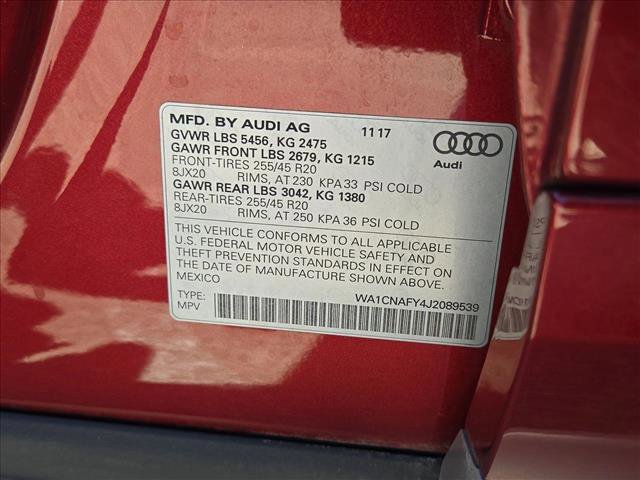 MFD. BY AUDI AG 11 17
GVWR LBS 5456, KG 2475
GAWR FRONT LBS 2679, KG 1215
FRONT-TIRES 255/45 R20
8JX20 RIMS, AT 230 KPA 33 PSI COLD
GAWR REAR LBS 3042, KG 1380
REAR-TIRES 255/45 R20
8JX20 RIMS, AT 250 KPA 36 PSI COLD
Audi
THIS VEHICLE CONFORMS TO ALL APPLICABLE
U.S. FEDERAL MOTOR VEHICLE SAFETY AND
THEFT PREVENTION STANDARDS IN EFFECT ON
THE DATE OF MANUFACTURE SHOWN ABOVE.
MEXICO
WA1CNAFY4J2089539
TYPE:
MPV